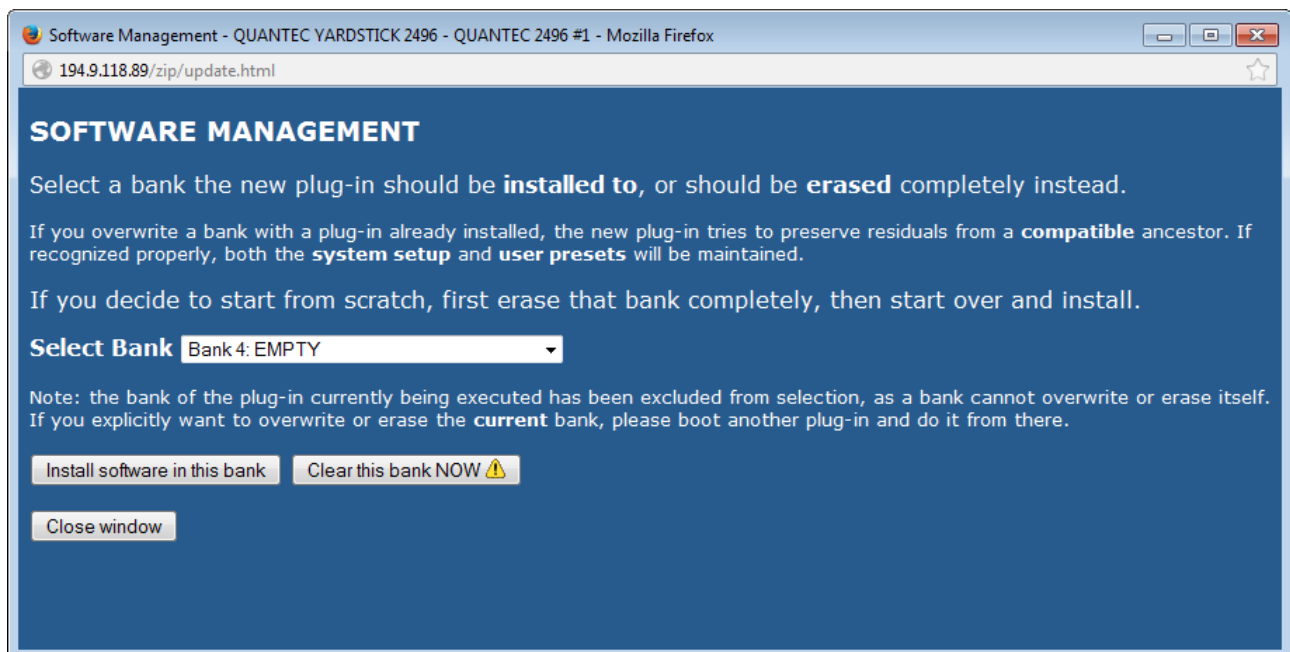 Software Management - QUANTEC YARDSTICK 2496 - QUANTEC 2496 #1 - Mozilla Firefox
194.9.118.89/zip/update.html
SOFTWARE MANAGEMENT
Select a bank the new plug-in should be installed to, or should be erased completely instead.
If you overwrite a bank with a plug-in already installed, the new plug-in tries to preserve residuals from a compatible ancestor. If
recognized properly, both the system setup and user presets will be maintained.
If you decide to start from scratch, first erase that bank completely, then start over and install.
Select Bank Bank 4: EMPTY
Note: the bank of the plug-in currently being executed has been excluded from selection, as a bank cannot overwrite or erase itself.
If you explicitly want to overwrite or erase the current bank, please boot another plug-in and do it from there.
Install software in this bank Clear this bank NOW
Close window